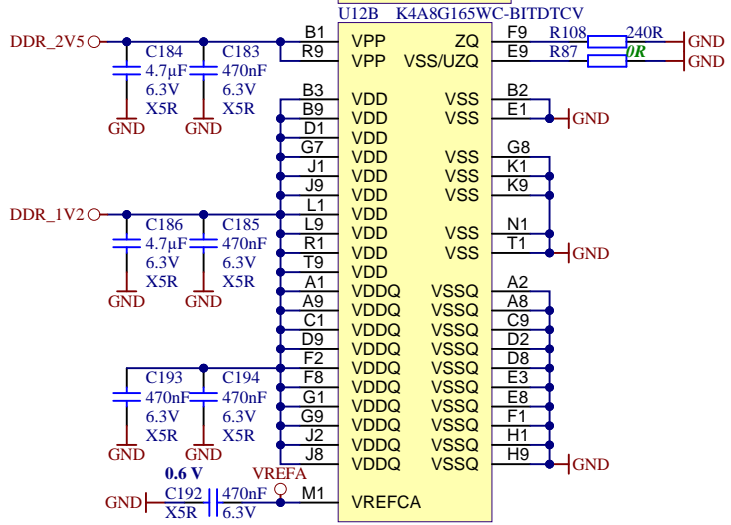 U12B K4A8G165WC-BITDTCV
DDR_2V5 B1 VPP ZQ F9 R108 240R GND
R9 VPP VSS/UZQ E9 R87 0R GND
C184 C183
4.7µF 470nF
6.3V 6.3V
X5R X5R
GND GND
B3 VDD VSS B2
B9 VDD VSS E1 GND
D1 VDD
G7 VDD VSS G8
J1 VDD VSS K1
J9 VDD VSS K9
DDR_1V2 L1 VDD
L9 VDD VSS N1
R1 VDD VSS T1 GND
T9 VDD
C186 C185
4.7µF 470nF
6.3V 6.3V
X5R X5R
GND GND
A1 VDDQ VSSQ A2
A9 VDDQ VSSQ A8
C1 VDDQ VSSQ C9
D9 VDDQ VSSQ D2
F2 VDDQ VSSQ D8
F8 VDDQ VSSQ E3
G1 VDDQ VSSQ E8
G9 VDDQ VSSQ F1
J2 VDDQ VSSQ H1
J8 VDDQ VSSQ H9 GND
C193 C194
470nF 470nF
6.3V 6.3V
X5R X5R
GND GND
0.6 V VREFA
GND C192 470nF M1 VREFCA
X5R 6.3V